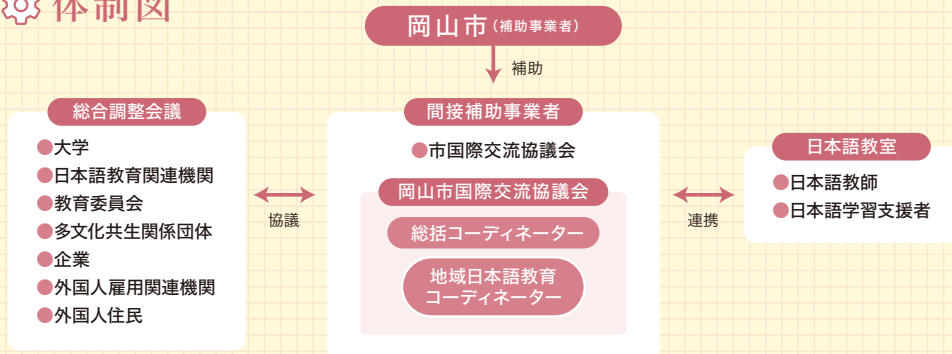 体制図
岡山市(補助事業者)
補助
総合調整会議
●大学
●日本語教育関連機関
●教育委員会
●多文化共生関係団体
●企業
●外国人雇用関連機関
●外国人住民
協議
間接補助事業者
●市国際交流協議会
岡山市国際交流協議会
総括コーディネーター
地域日本語教育
コーディネーター
連携
日本語教室
●日本語教師
●日本語学習支援者